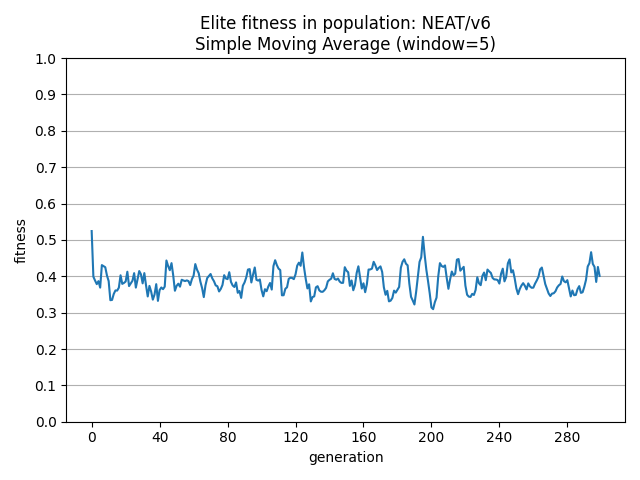 Elite fitness in population: NEAT/v6
Simple Moving Average (window=5)
1.0
0.9
0.8
0.7
0.6
0.5
0.4
0.3
0.2
0.1
0.0
fitness
0 40 80 120 160 200 240 280
generation